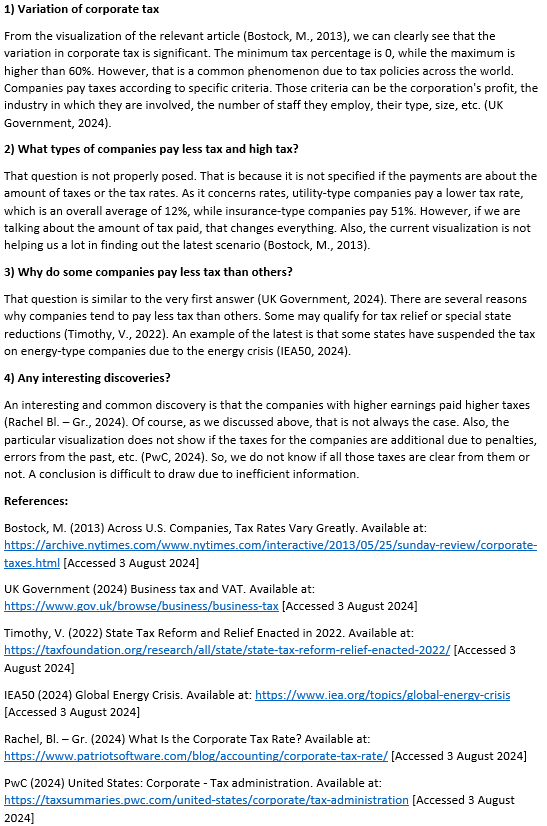 1) Variation of corporate tax
From the visualization of the relevant article (Bostock, M., 2013), we can clearly see that the
variation in corporate tax is significant. The minimum tax percentage is 0, while the maximum is
higher than 60%. However, that is a common phenomenon due to tax policies across the world.
Companies pay taxes according to specific criteria. Those criteria can be the corporation's profit, the
industry in which they are involved, the number of staff they employ, their type, size, etc. (UK
Government, 2024).
2) What types of companies pay less tax and high tax?
That question is not properly posed. That is because it is not specified if the payments are about the
amount of taxes or the tax rates. As it concerns rates, utility-type companies pay a lower tax rate,
which is an overall average of 12%, while insurance-type companies pay 51%. However, if we are
talking about the amount of tax paid, that changes everything. Also, the current visualization is not
helping us a lot in finding out the latest scenario (Bostock, M., 2013).
3) Why do some companies pay less tax than others?
That question is similar to the very first answer (UK Government, 2024). There are several reasons
why companies tend to pay less tax than others. Some may qualify for tax relief or special state
reductions (Timothy, V., 2022). An example of the latest is that some states have suspended the tax
on energy-type companies due to the energy crisis (IEA50, 2024).
4) Any interesting discoveries?
An interesting and common discovery is that the companies with higher earnings paid higher taxes
(Rachel Bl. – Gr., 2024). Of course, as we discussed above, that is not always the case. Also, the
particular visualization does not show if the taxes for the companies are additional due to penalties,
errors from the past, etc. (PwC, 2024). So, we do not know if all those taxes are clear from them or
not. A conclusion is difficult to draw due to inefficient information.
References:
Bostock, M. (2013) Across U.S. Companies, Tax Rates Vary Greatly. Available at:
https://archive.nytimes.com/www.nytimes.com/interactive/2013/05/25/sunday-review/corporate-
taxes.html [Accessed 3 August 2024]
UK Government (2024) Business tax and VAT. Available at:
https://www.gov.uk/browse/business/business-tax [Accessed 3 August 2024]
Timothy, V. (2022) State Tax Reform and Relief Enacted in 2022. Available at:
https://taxfoundation.org/research/all/state/state-tax-reform-relief-enacted-2022/ [Accessed 3
August 2024]
IEA50 (2024) Global Energy Crisis. Available at: https://www.iea.org/topics/global-energy-crisis
[Accessed 3 August 2024]
Rachel, Bl. – Gr. (2024) What Is the Corporate Tax Rate? Available at:
https://www.patriotsoftware.com/blog/accounting/corporate-tax-rate/ [Accessed 3 August 2024]
PwC (2024) United States: Corporate - Tax administration. Available at:
https://taxsummaries.pwc.com/united-states/corporate/tax-administration [Accessed 3 August
2024]